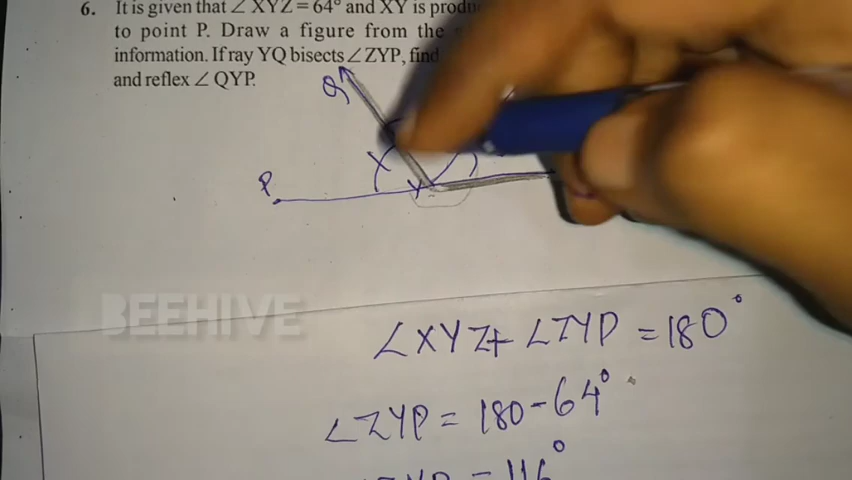 6. It is given that ∠ XYZ = 64° and XY is produ
to point P. Draw a figure from the
information. If ray YQ bisects ∠ ZYP, find
and reflex ∠ QYP.
Q
X
P
Y
BEEHIVE
∠XYZ + ∠ZYP = 180°
∠ZYP = 180 - 64°
= 116°